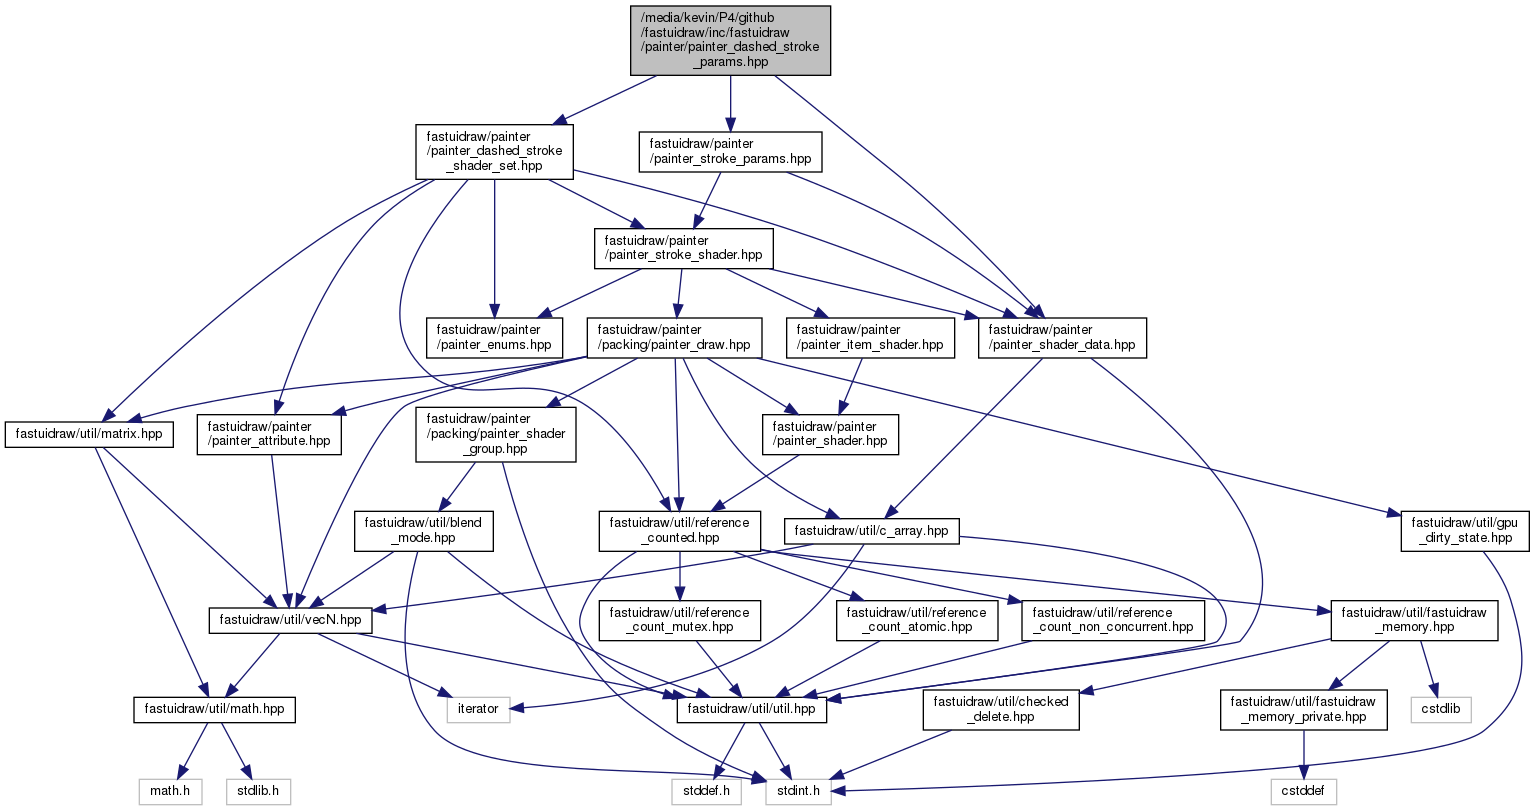 /media/kevin/P4/github
/fastuidraw/inc/fastuidraw
/painter/painter_dashed_stroke
_params.hpp
fastuidraw/painter
/painter_dashed_stroke
_shader_set.hpp
fastuidraw/painter
/painter_stroke_params.hpp
fastuidraw/painter
/painter_stroke_shader.hpp
fastuidraw/painter
/painter_enums.hpp
fastuidraw/painter
/packing/painter_draw.hpp
fastuidraw/painter
/painter_item_shader.hpp
fastuidraw/painter
/painter_shader_data.hpp
fastuidraw/util/matrix.hpp
fastuidraw/painter
/painter_attribute.hpp
fastuidraw/painter
/packing/painter_shader
_group.hpp
fastuidraw/painter
/painter_shader.hpp
fastuidraw/util/blend
_mode.hpp
fastuidraw/util/reference
_counted.hpp
fastuidraw/util/c_array.hpp
fastuidraw/util/gpu
_dirty_state.hpp
fastuidraw/util/vecN.hpp
fastuidraw/util/reference
_count_mutex.hpp
fastuidraw/util/reference
_count_atomic.hpp
fastuidraw/util/reference
_count_non_concurrent.hpp
fastuidraw/util/fastuidraw
_memory.hpp
fastuidraw/util/math.hpp
iterator
fastuidraw/util/util.hpp
fastuidraw/util/checked
_delete.hpp
fastuidraw/util/fastuidraw
_memory_private.hpp
cstdlib
math.h
stdlib.h
stddef.h
stdint.h
cstddef